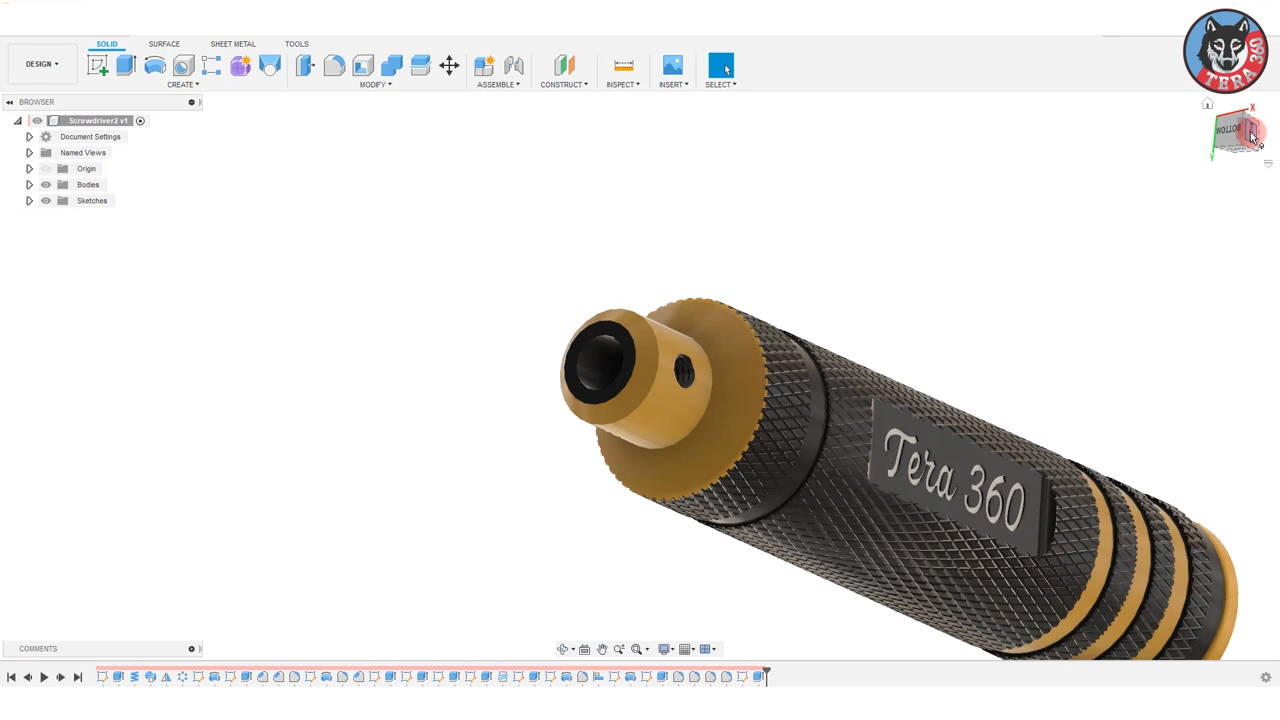 SOLID SURFACE SHEET METAL TOOLS
DESIGN
CREATE MODIFY ASSEMBLE CONSTRUCT INSPECT INSERT SELECT
TERA 360
BROWSER
Screwdriver2 v1
Document Settings
Named Views
Origin
Bodies
Sketches
X
BOTTOM
Y
Tera 360
COMMENTS